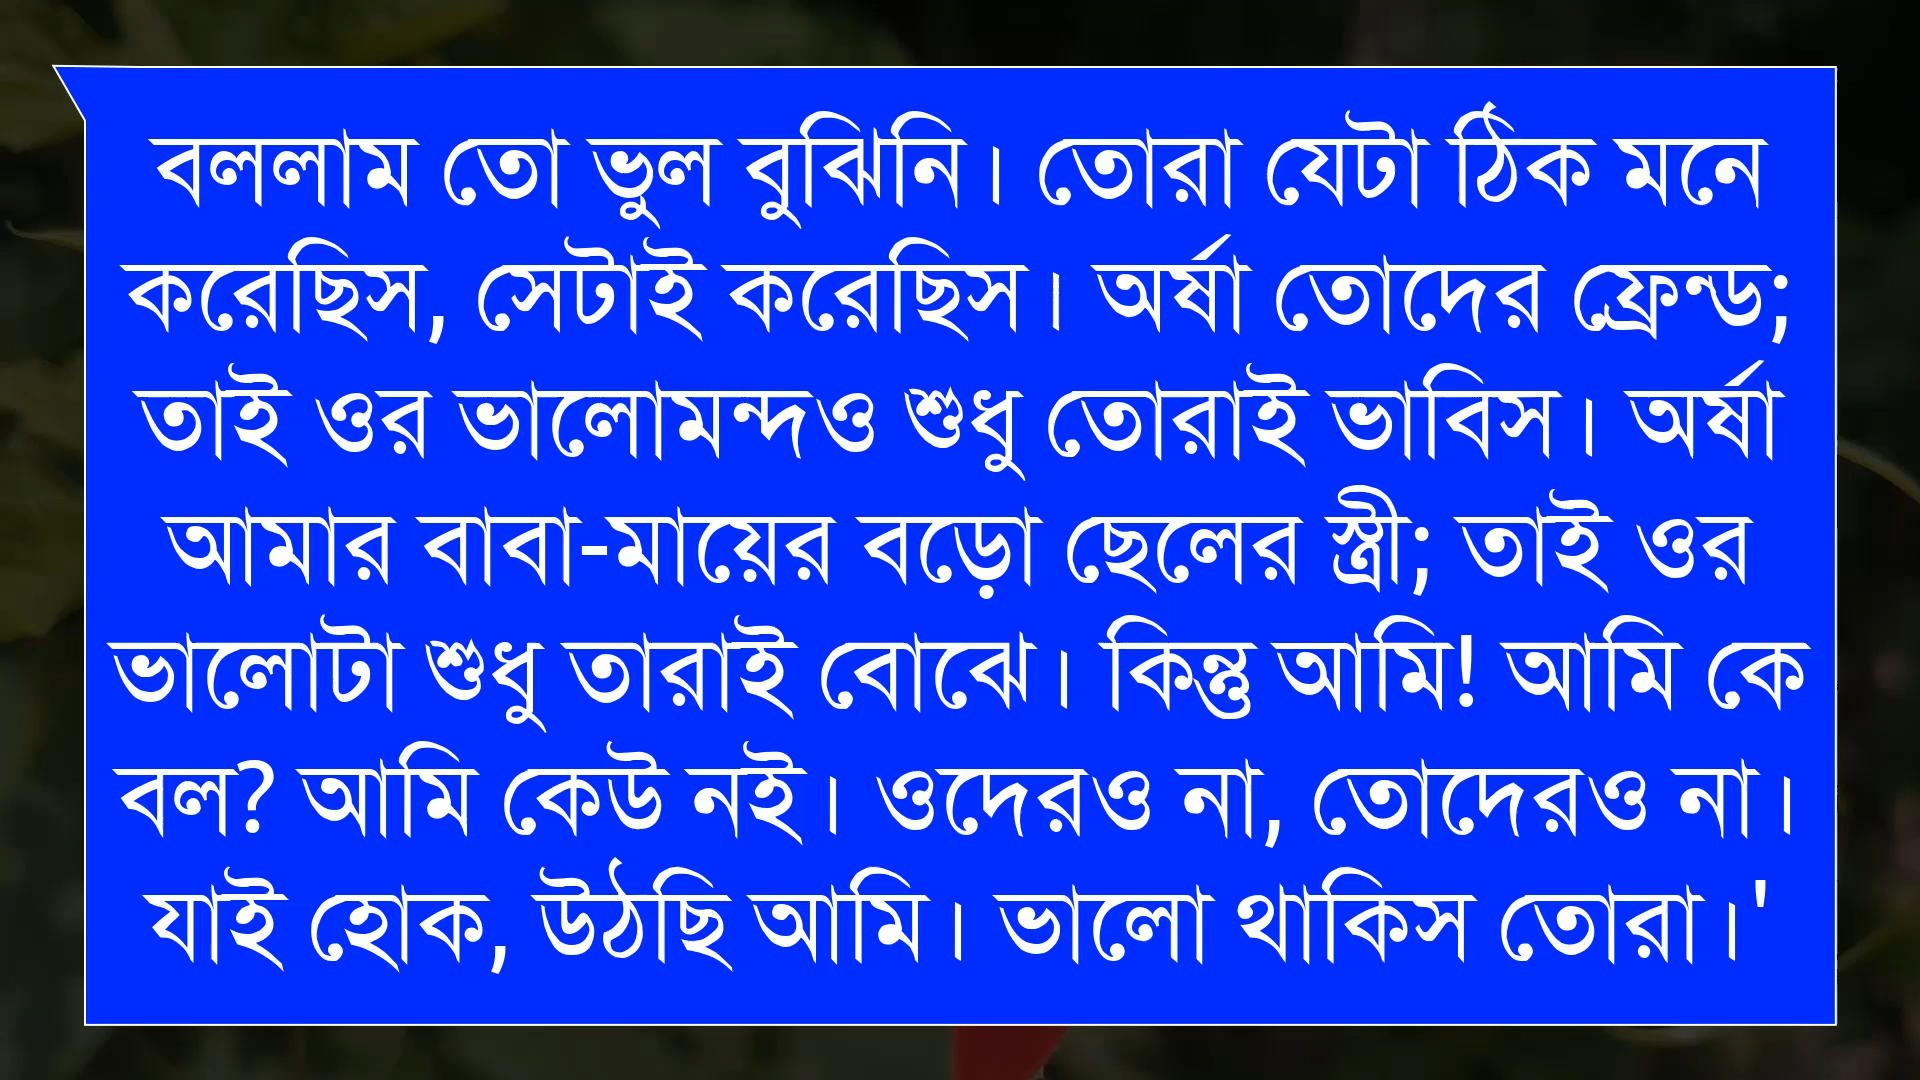 বললাম তো ভুল বুঝিনি। তোরা যেটা ঠিক মনে
করেছিস, সেটাই করেছিস। অর্ষা তোদের ফ্রেন্ড;
তাই ওর ভালোমন্দও শুধু তোরাই ভাবিস। অর্ষা
আমার বাবা-মায়ের বড়ো ছেলের স্ত্রী; তাই ওর
ভালোটা শুধু তারাই বোঝে। কিন্তু আমি! আমি কে
বল? আমি কেউ নই। ওদেরও না, তোদেরও না।
যাই হোক, উঠছি আমি। ভালো থাকিস তোরা।'